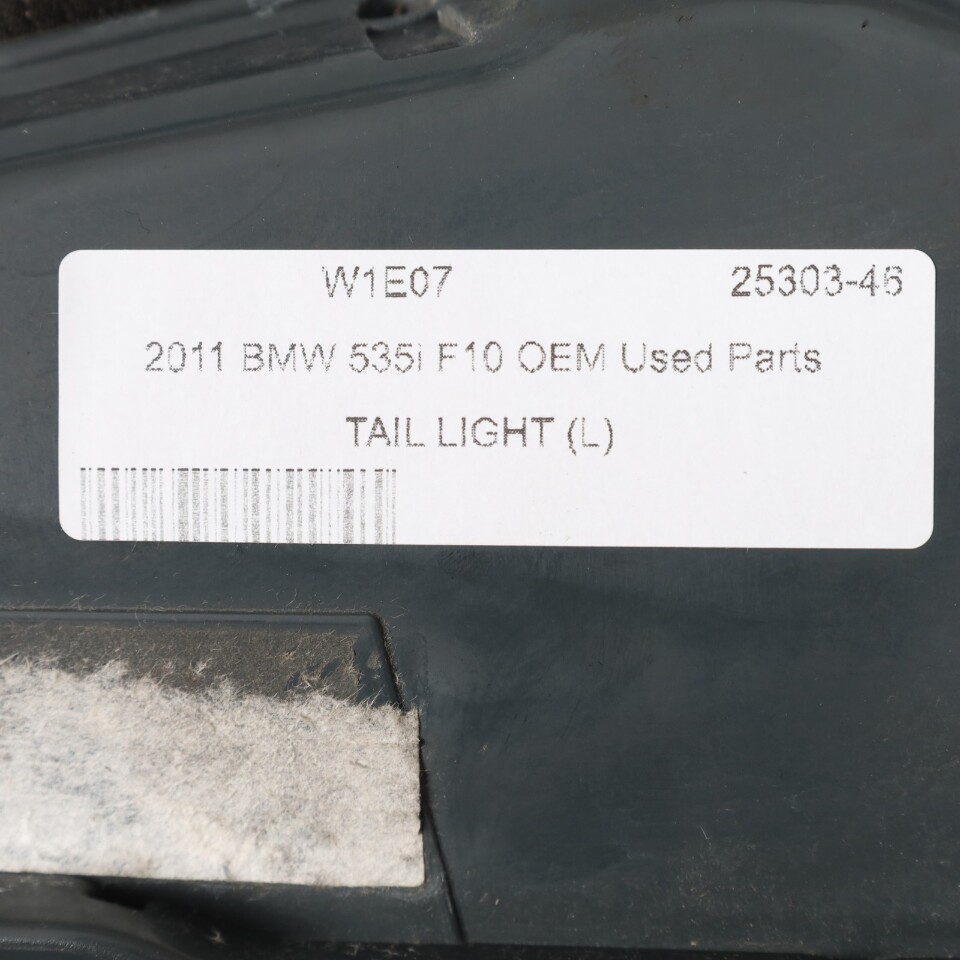 W1E07 25303-46
2011 BMW 535i F10 OEM Used Parts
TAIL LIGHT (L)